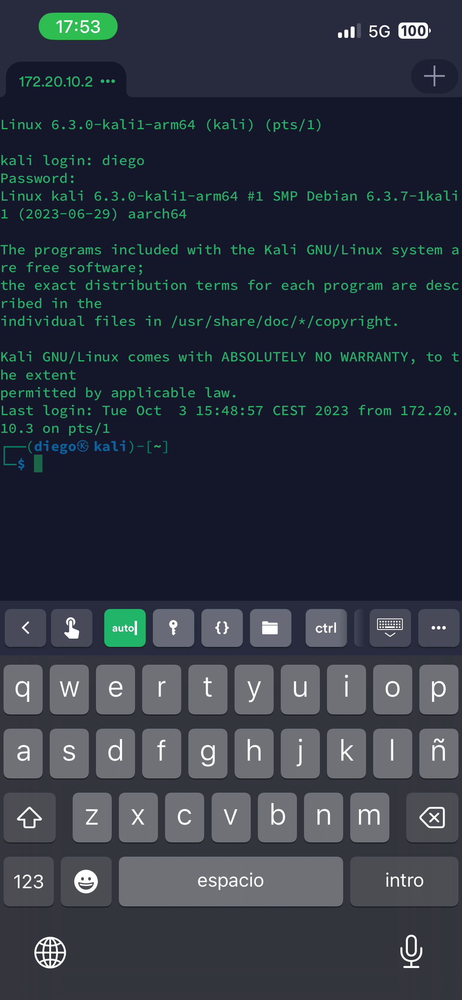 17:53
5G
100
172.20.10.2 •••
Linux 6.3.0-kali1-arm64 (kali) (pts/1)
kali login: diego
Password:
Linux kali 6.3.0-kali1-arm64 #1 SMP Debian 6.3.7-1kali
1 (2023-06-29) aarch64
The programs included with the Kali GNU/Linux system a
re free software;
the exact distribution terms for each program are desc
ribed in the
individual files in /usr/share/doc/*/copyright.
Kali GNU/Linux comes with ABSOLUTELY NO WARRANTY, to t
he extent
permitted by applicable law.
Last login: Tue Oct  3 15:48:57 CEST 2023 from 172.20.
10.3 on pts/1
┌──(diego㉿kali)-[~]
└─$
auto
{}
ctrl
•••
q w e r t y u i o p
a s d f g h j k l ñ
z x c v b n m
123
espacio
intro